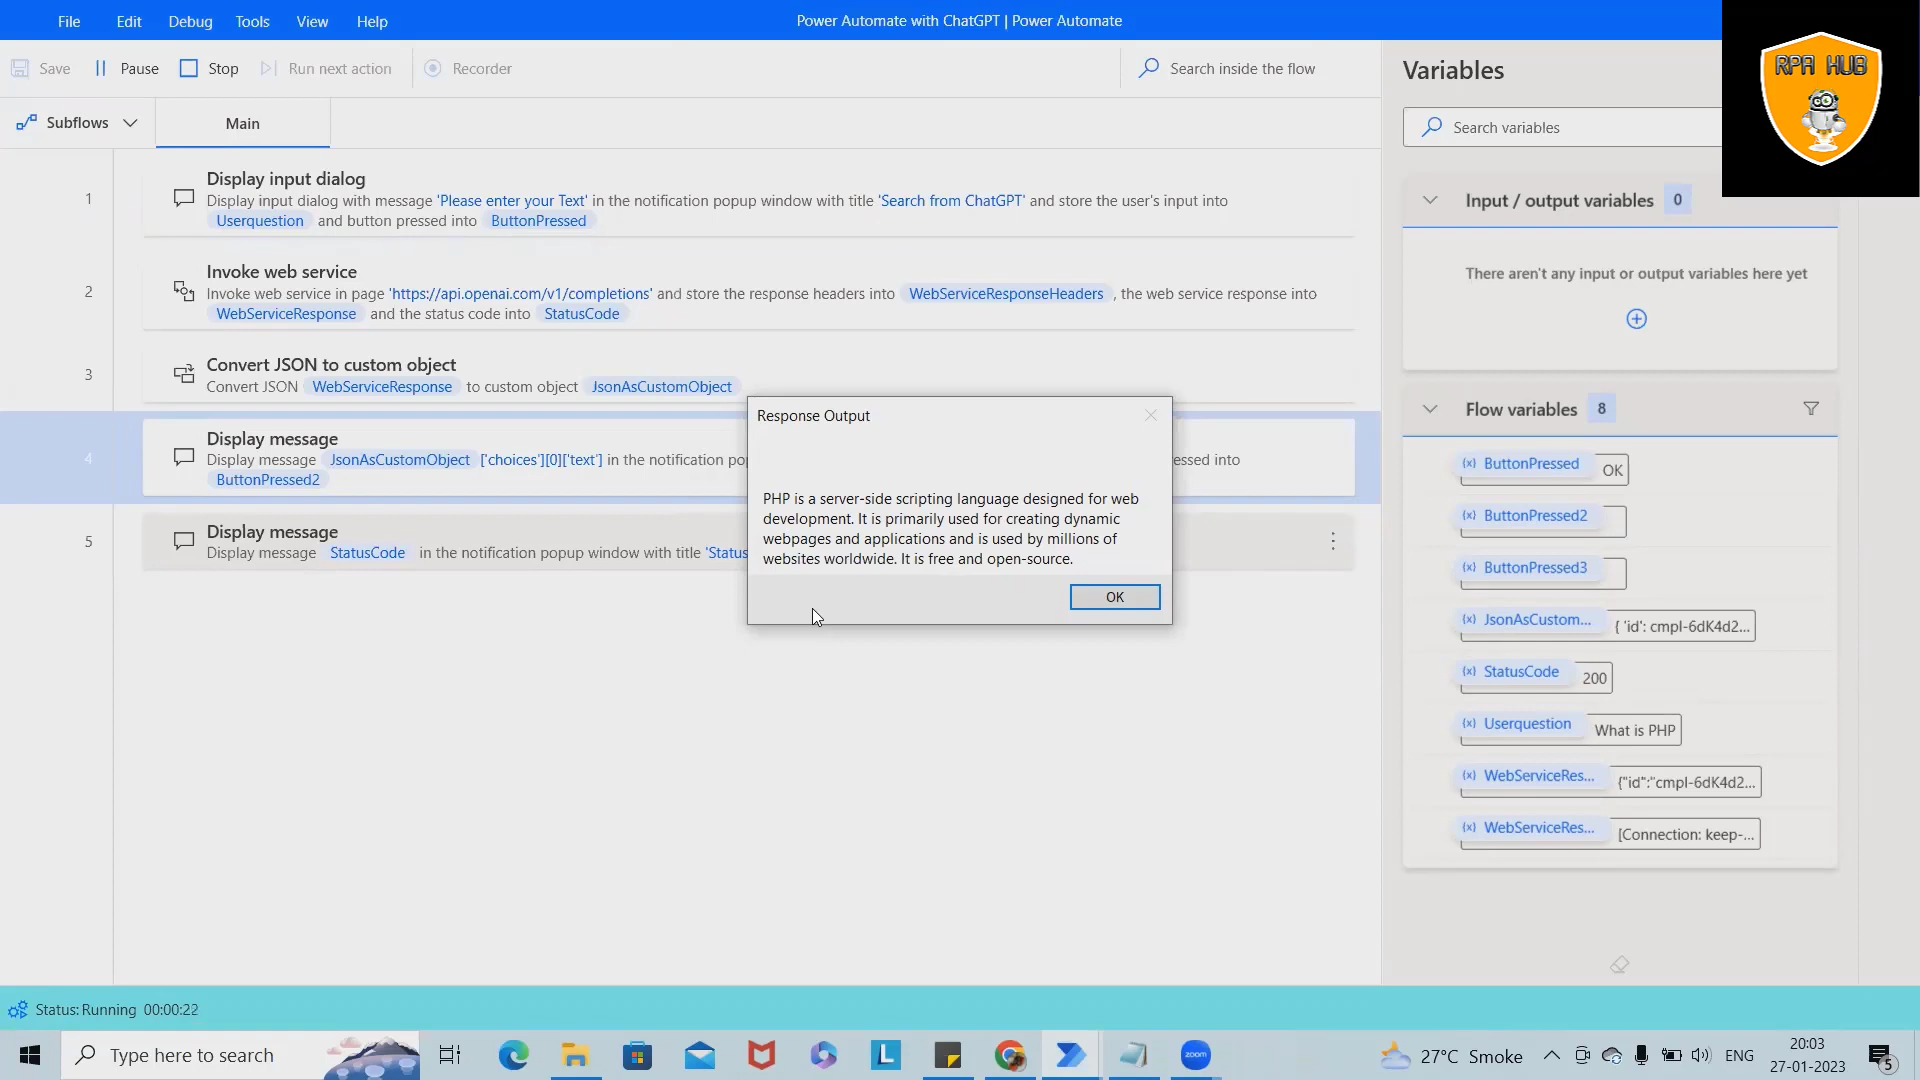 File Edit Debug Tools View Help
Power Automate with ChatGPT | Power Automate
RPA HUB
Save Pause Stop Run next action Recorder
Search inside the flow
Variables
Subflows Main
Search variables
1
Display input dialog
Display input dialog with message 'Please enter your Text' in the notification popup window with title 'Search from ChatGPT' and store the user's input into
Userquestion and button pressed into ButtonPressed
2
Invoke web service
Invoke web service in page 'https://api.openai.com/v1/completions' and store the response headers into WebServiceResponseHeaders , the web service response into
WebServiceResponse and the status code into StatusCode
3
Convert JSON to custom object
Convert JSON WebServiceResponse to custom object JsonAsCustomObject
4
Display message
Display message JsonAsCustomObject ['choices'][0]['text'] in the notification pop
essed into
ButtonPressed2
5
Display message
Display message StatusCode in the notification popup window with title 'Status
Response Output
PHP is a server-side scripting language designed for web
development. It is primarily used for creating dynamic
webpages and applications and is used by millions of
websites worldwide. It is free and open-source.
OK
Input / output variables 0
There aren't any input or output variables here yet
Flow variables 8
(x) ButtonPressed OK
(x) ButtonPressed2
(x) ButtonPressed3
(x) JsonAsCustom... { 'id': cmpl-6dK4d2...
(x) StatusCode 200
(x) Userquestion What is PHP
(x) WebServiceRes... {"id":"cmpl-6dK4d2...
(x) WebServiceRes... [Connection: keep-...
Status: Running 00:00:22
Type here to search
L
zoom
27°C Smoke
ENG
20:03
27-01-2023
5